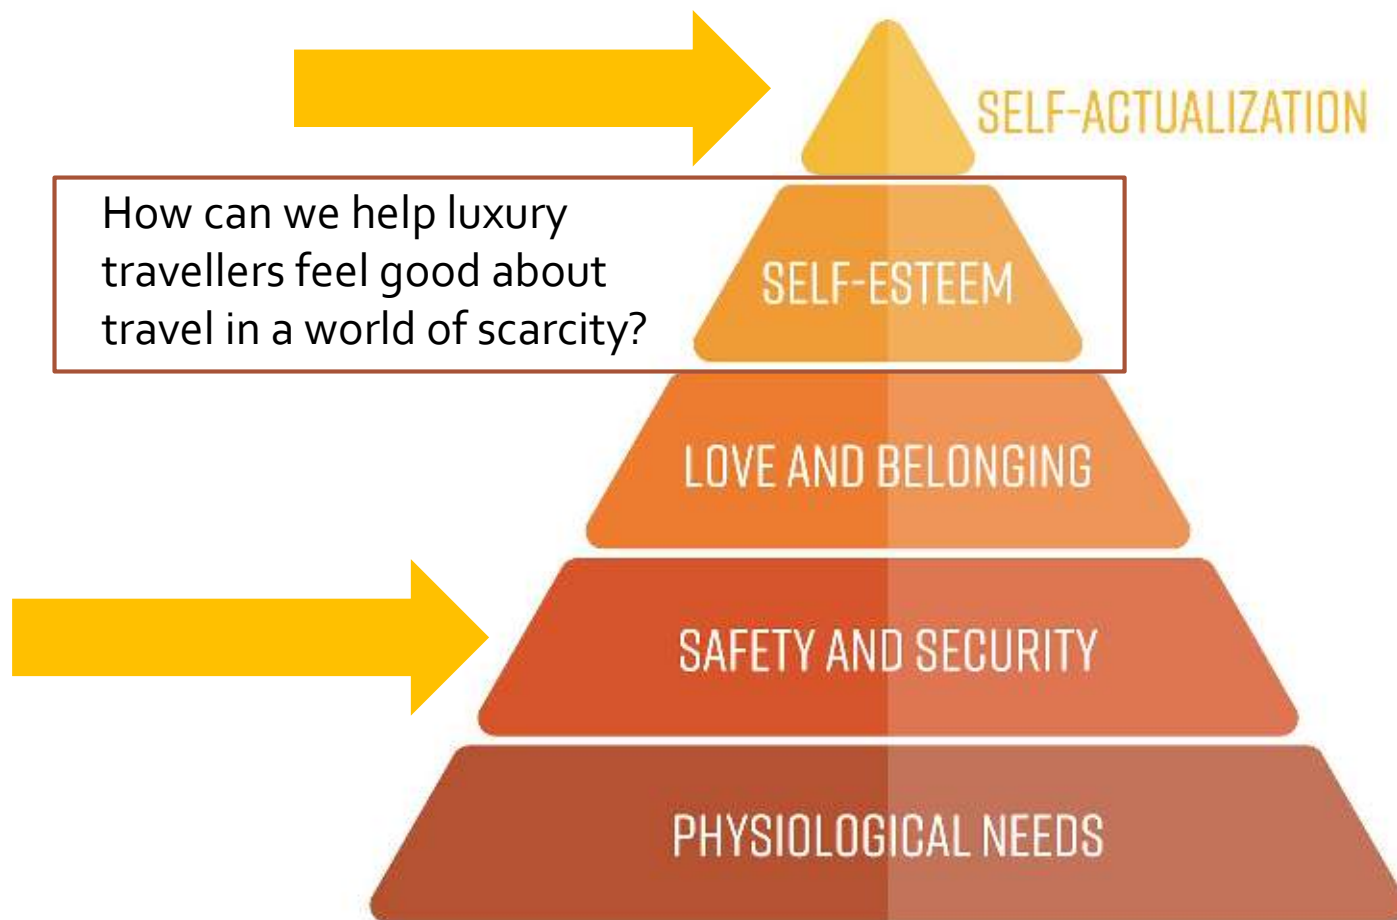 SELF-ACTUALIZATION
How can we help luxury
travellers feel good about
travel in a world of scarcity?
SELF-ESTEEM
LOVE AND BELONGING
SAFETY AND SECURITY
PHYSIOLOGICAL NEEDS